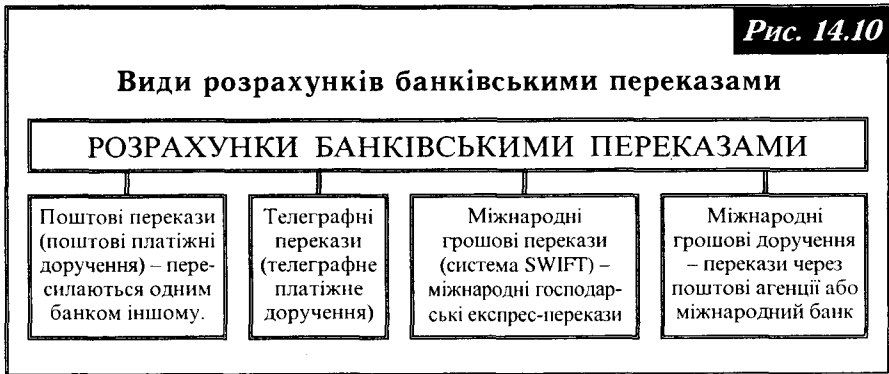 Рис. 14.10
Види розрахунків банківськими переказами
РОЗРАХУНКИ БАНКІВСЬКИМИ ПЕРЕКАЗАМИ
Поштові перекази
(поштові платіжні
доручення) – пере-
силаються одним
банком іншому.
Телеграфні
перекази
(телеграфне
платіжне
доручення)
Міжнародні
грошові перекази
(система SWIFT) –
міжнародні господар-
ські експрес-перекази
Міжнародні
грошові доручення
– перекази через
поштові агенції або
міжнародний банк